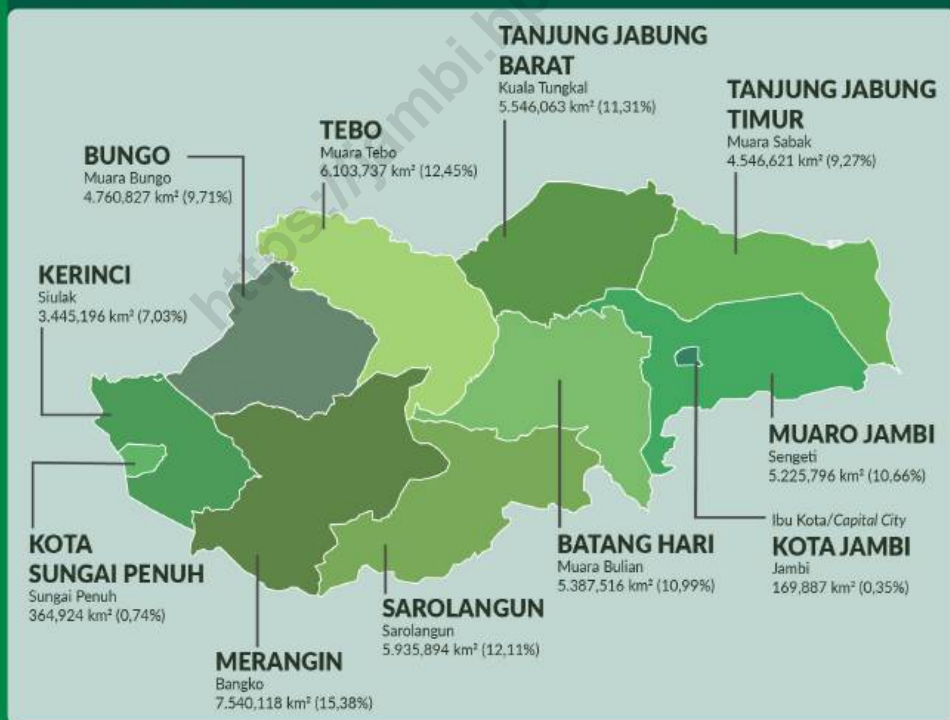 https://jambi.bp
TANJUNG JABUNG
BARAT
Kuala Tungkal
5.546,063 km² (11,31%)
TANJUNG JABUNG
TIMUR
Muara Sabak
4.546,621 km² (9,27%)
TEBO
Muara Tebo
6.103,737 km² (12,45%)
BUNGO
Muara Bungo
4.760,827 km² (9,71%)
KERINCI
Siulak
3.445,196 km² (7,03%)
MUARO JAMBI
Sengeti
5.225,796 km² (10.66%)
Ibu Kota/Capital City
KOTA JAMBI
Jambi
169,887 km² (0,35%)
KOTA
SUNGAI PENUH
Sungai Penuh
364,924 km² (0,74%)
BATANG HARI
Muara Bulian
5.387,516 km² (10,99%)
SAROLANGUN
Sarolangun
5.935,894 km² (12,11%)
MERANGIN
Bangko
7.540,118 km² (15,38%)